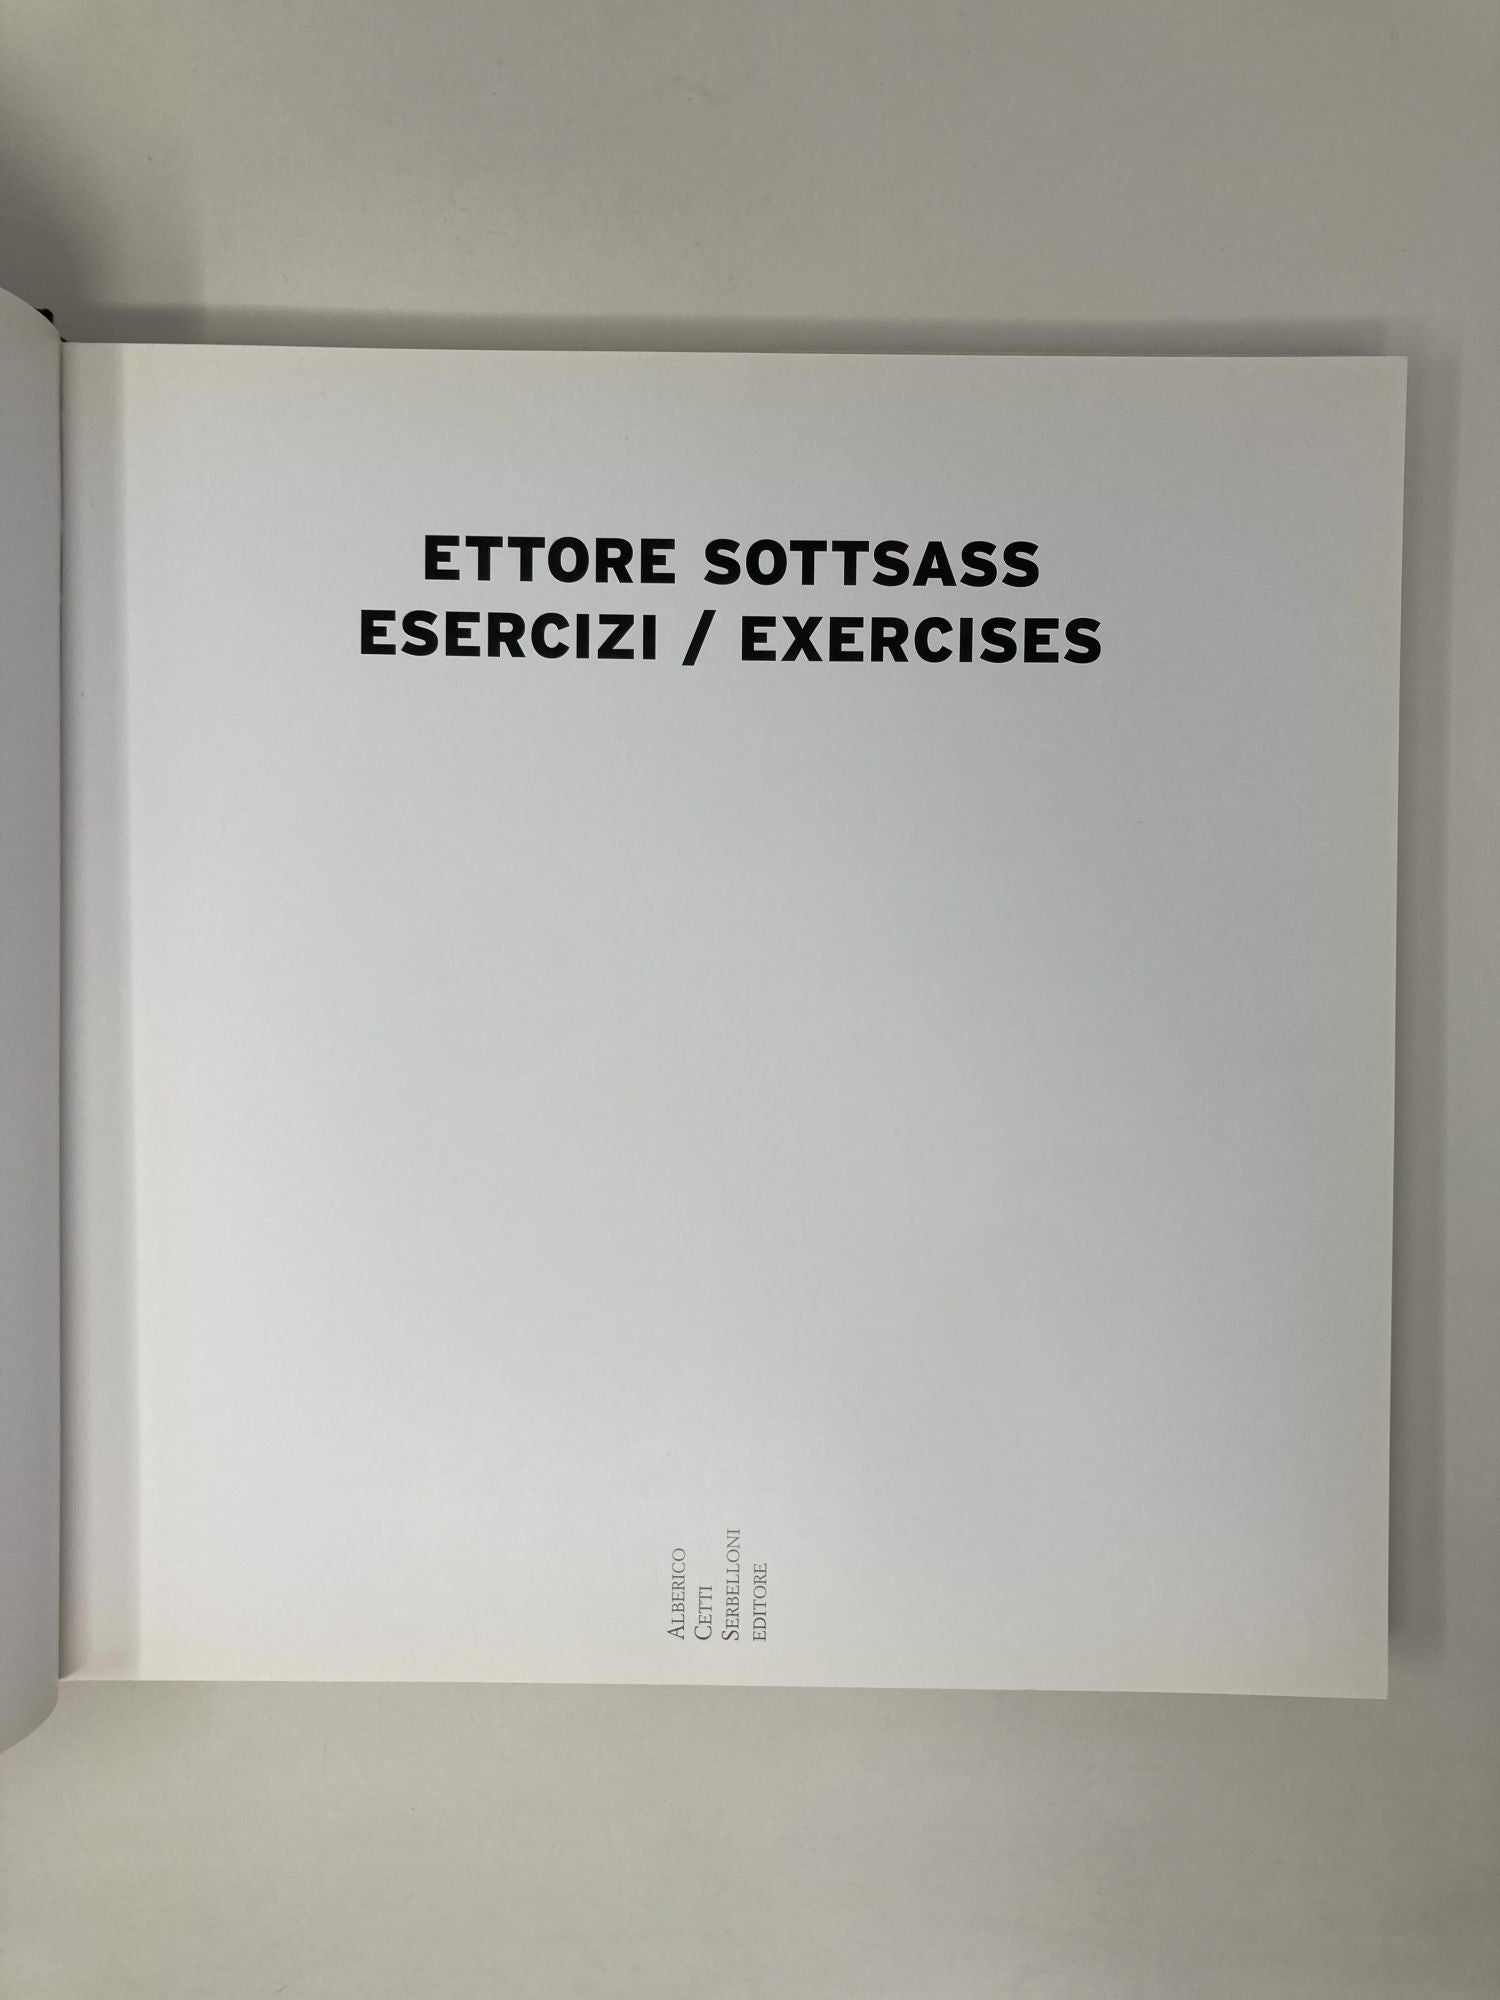 ETTORE SOTTSASS
ESERCIZI / EXERCISES
ALBERICO
CETTI
SERBELLONI
EDITORE